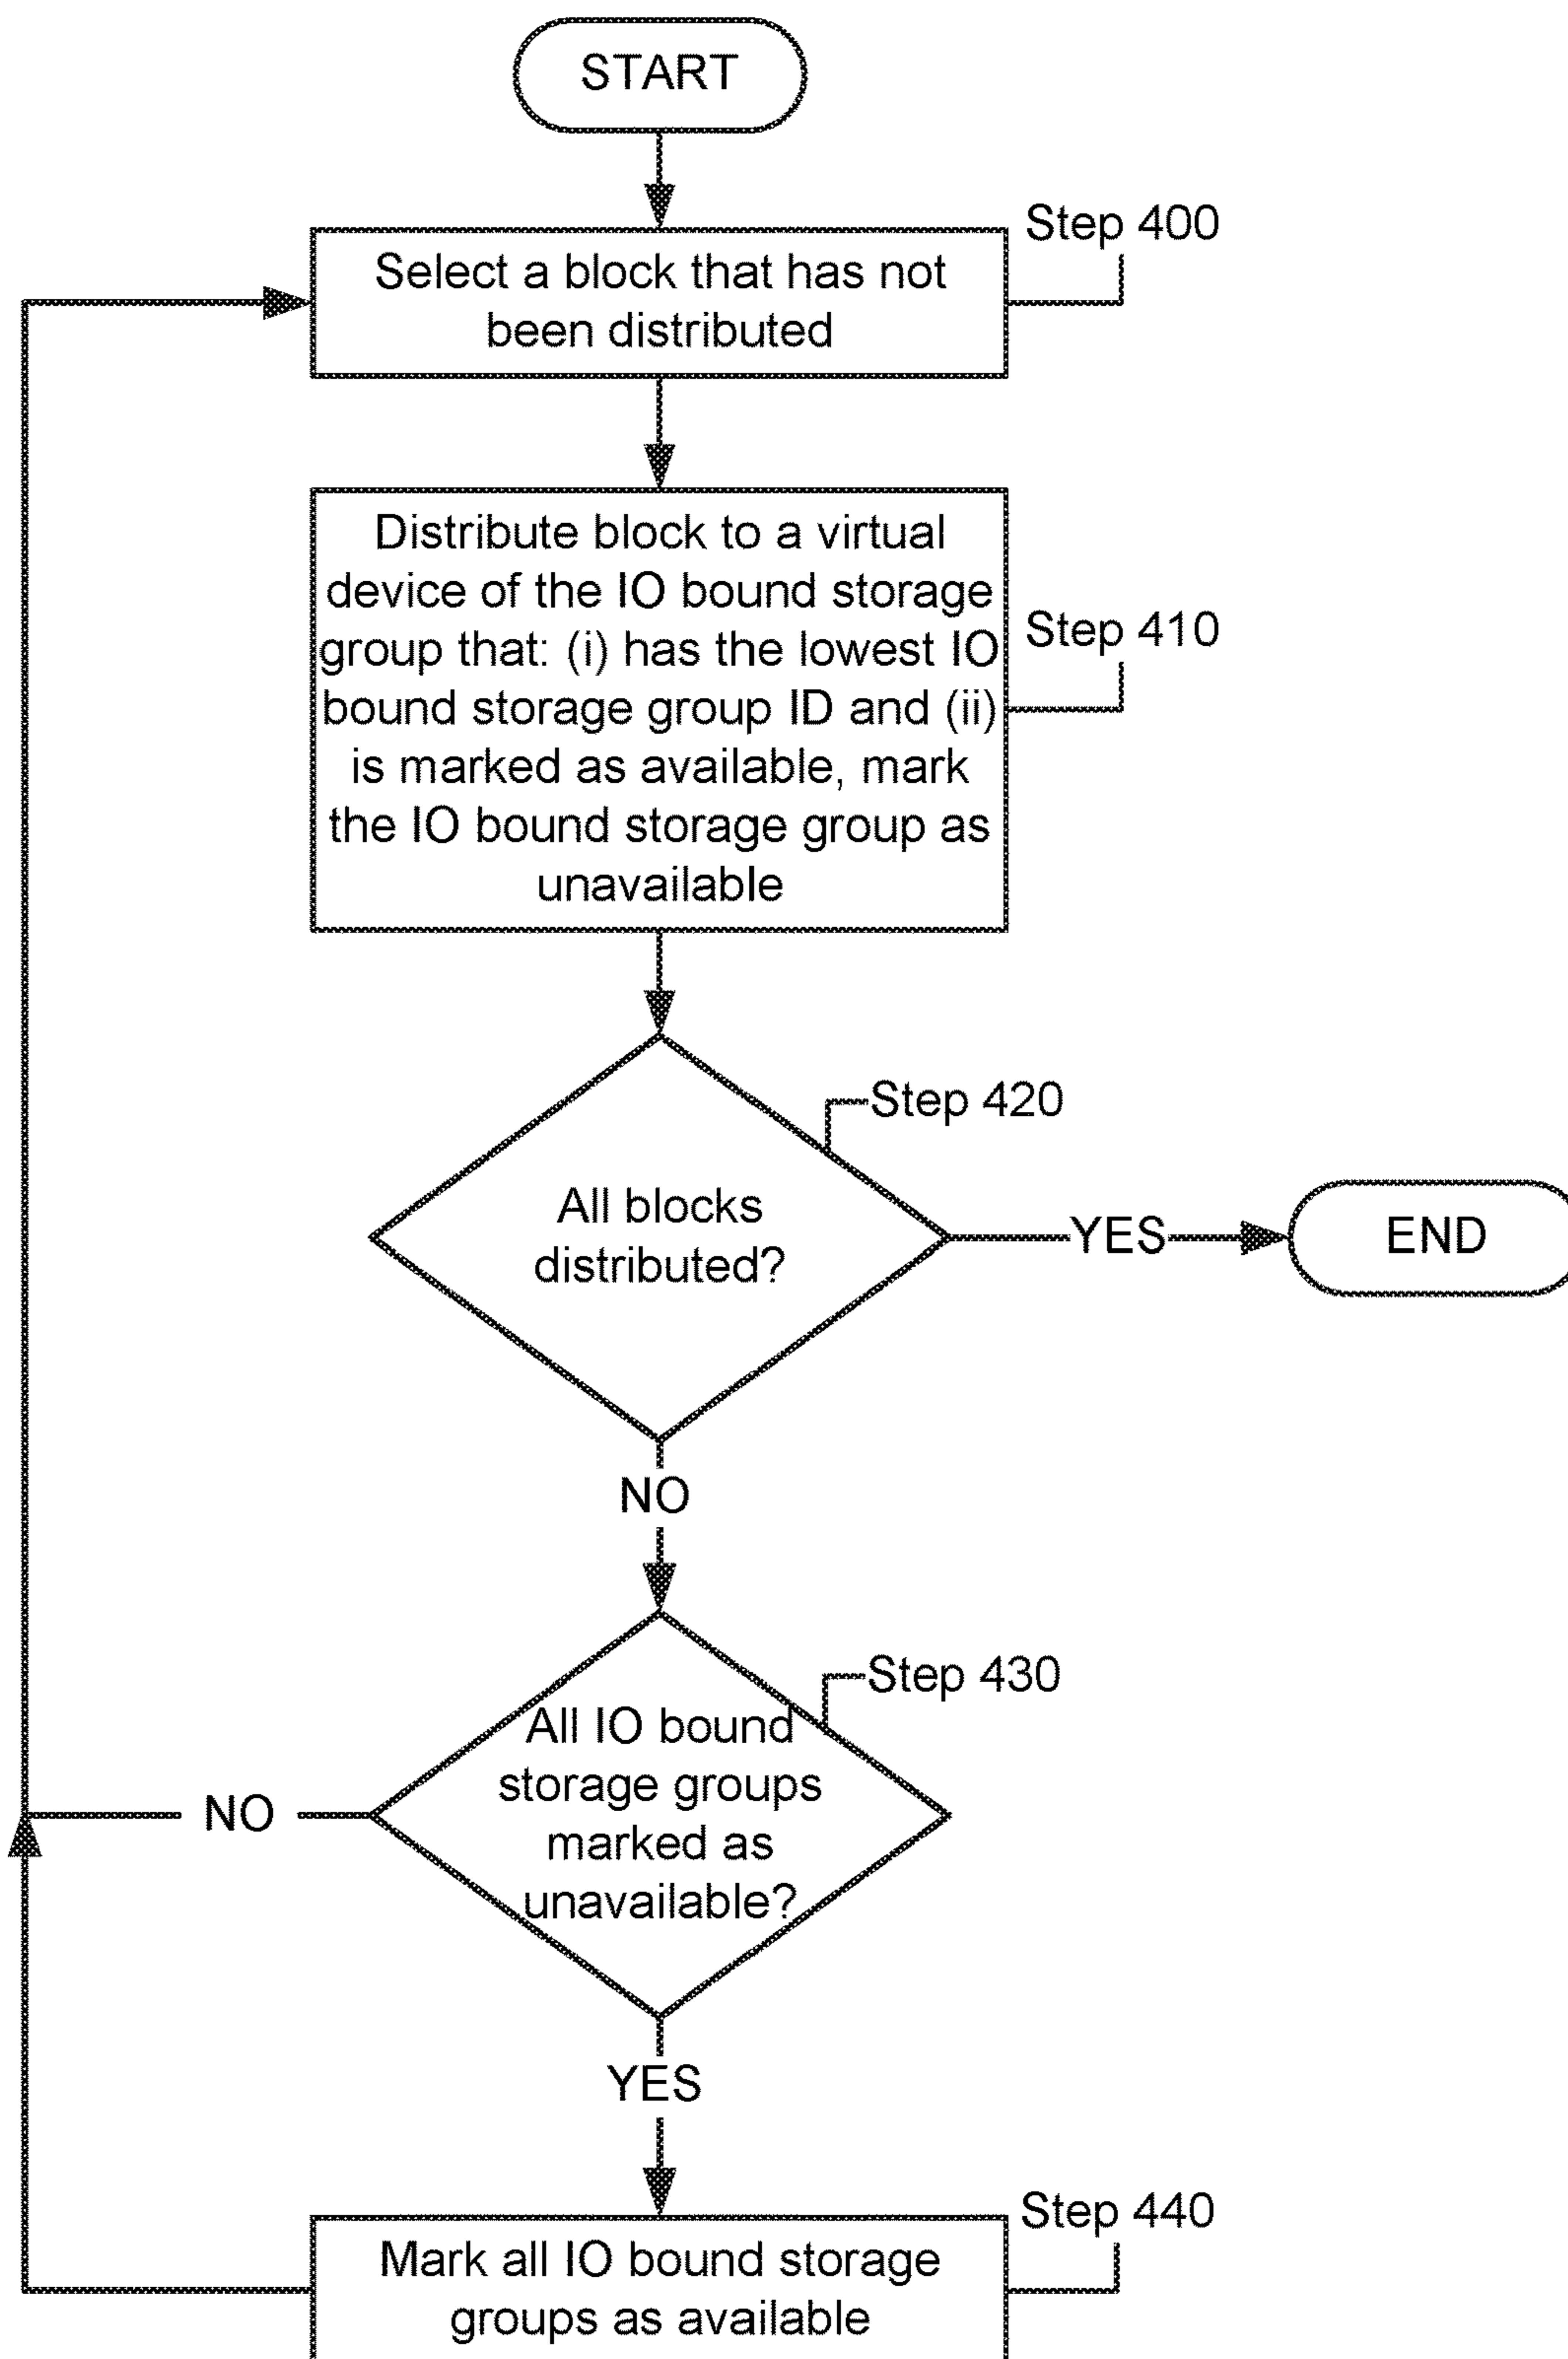 START
Step 400
Select a block that has not
been distributed
Distribute block to a virtual
device of the IO bound storage
group that: (i) has the lowest IO
bound storage group ID and (ii)
is marked as available, mark
the IO bound storage group as
unavailable
Step 410
Step 420
All blocks
distributed?
YES
END
NO
Step 430
All IO bound
storage groups
marked as
unavailable?
NO
YES
Step 440
Mark all IO bound storage
groups as available